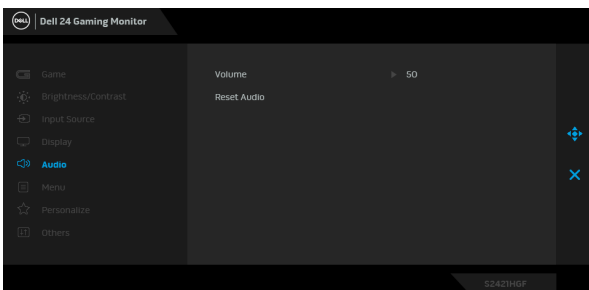 DELL Dell 24 Gaming Monitor
Game
Volume 50
Brightness/Contrast
Reset Audio
Input Source
Display
Audio
Menu
Personalize
Others
S2421HGF